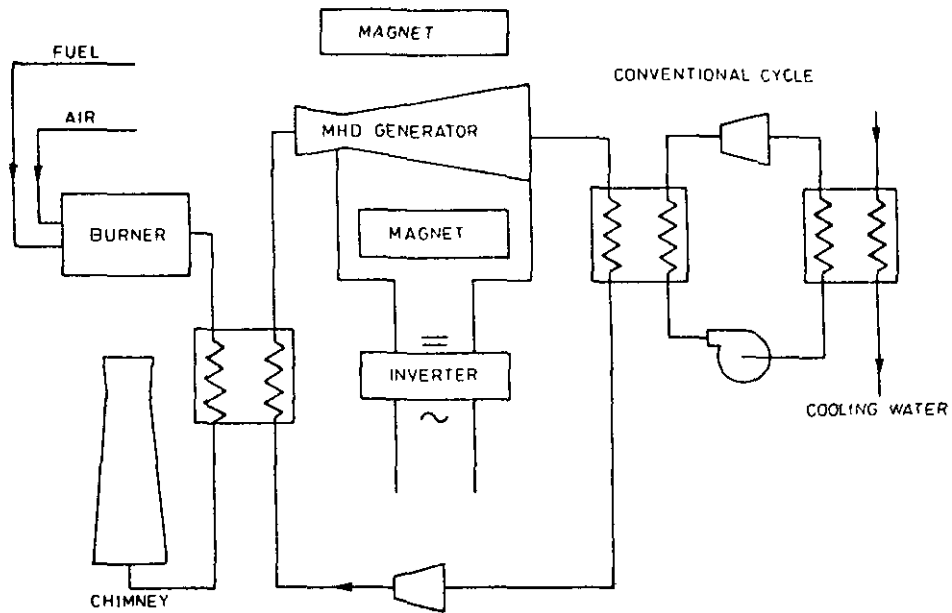 MAGNET
FUEL
CONVENTIONAL CYCLE
AIR
MHD GENERATOR
BURNER
MAGNET
=
INVERTER
~
COOLING WATER
CHIMNEY